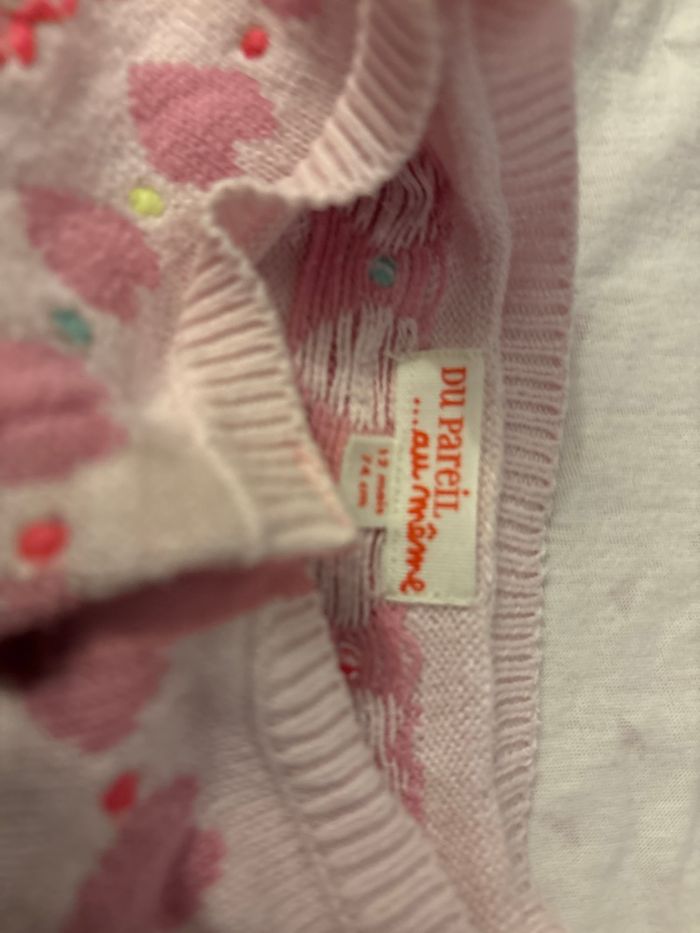 DU PAREIL
...au même
12 mois
74 cm